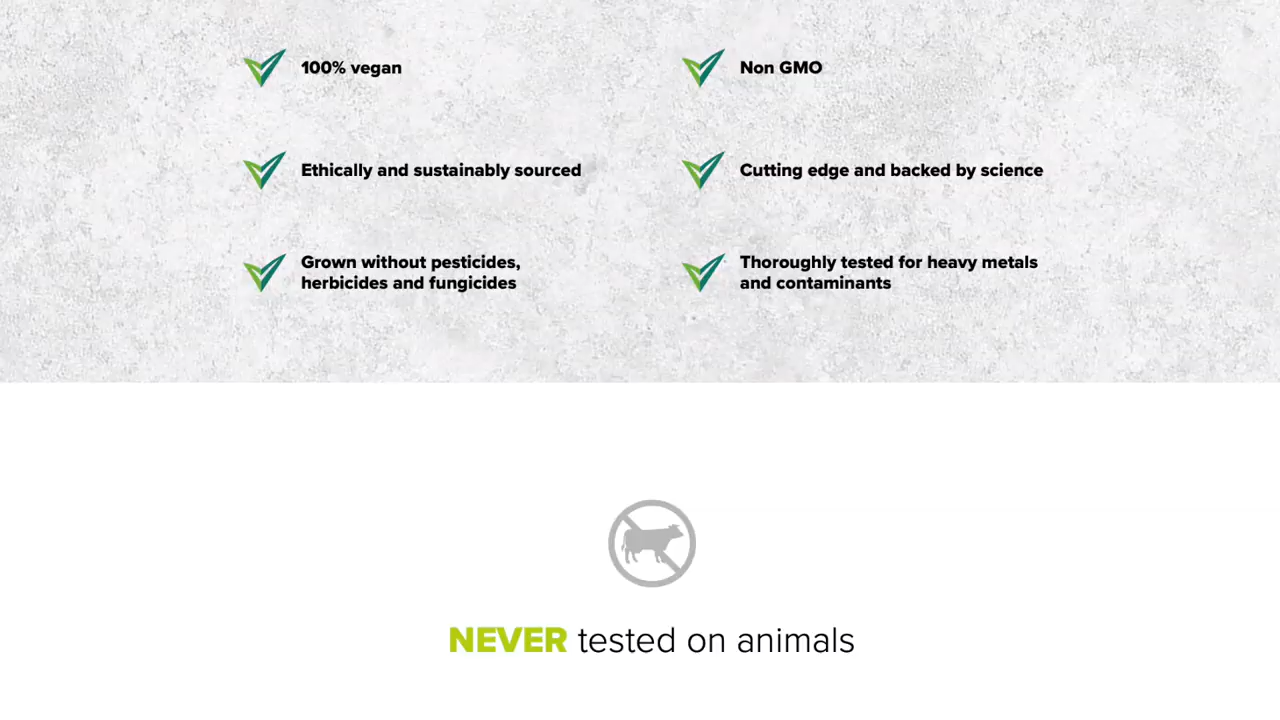 100% vegan
Non GMO
Ethically and sustainably sourced
Cutting edge and backed by science
Grown without pesticides,
herbicides and fungicides
Thoroughly tested for heavy metals
and contaminants
NEVER tested on animals